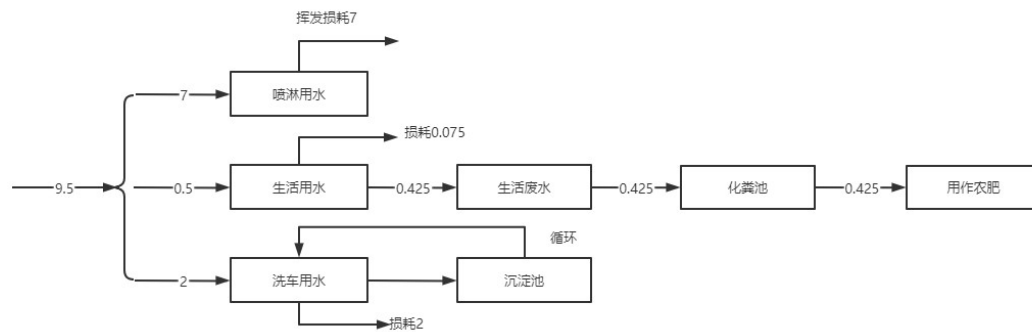 挥发损耗7
7
喷淋用水
损耗0.075
9.5
0.5
生活用水
0.425
生活废水
0.425
化粪池
0.425
用作农肥
循环
2
洗车用水
沉淀池
损耗2